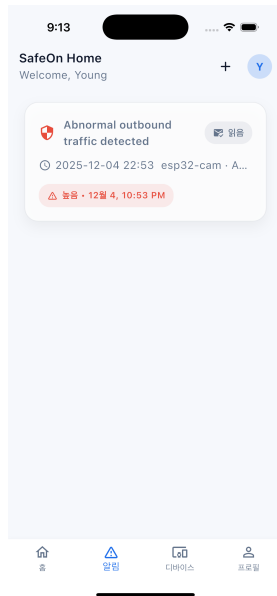 9:13
SafeOn Home
Welcome, Young
Y
Abnormal outbound
traffic detected
읽음
2025-12-04 22:53 esp32-cam · A...
높음 • 12월 4, 10:53 PM
홈
알림
디바이스
프로필